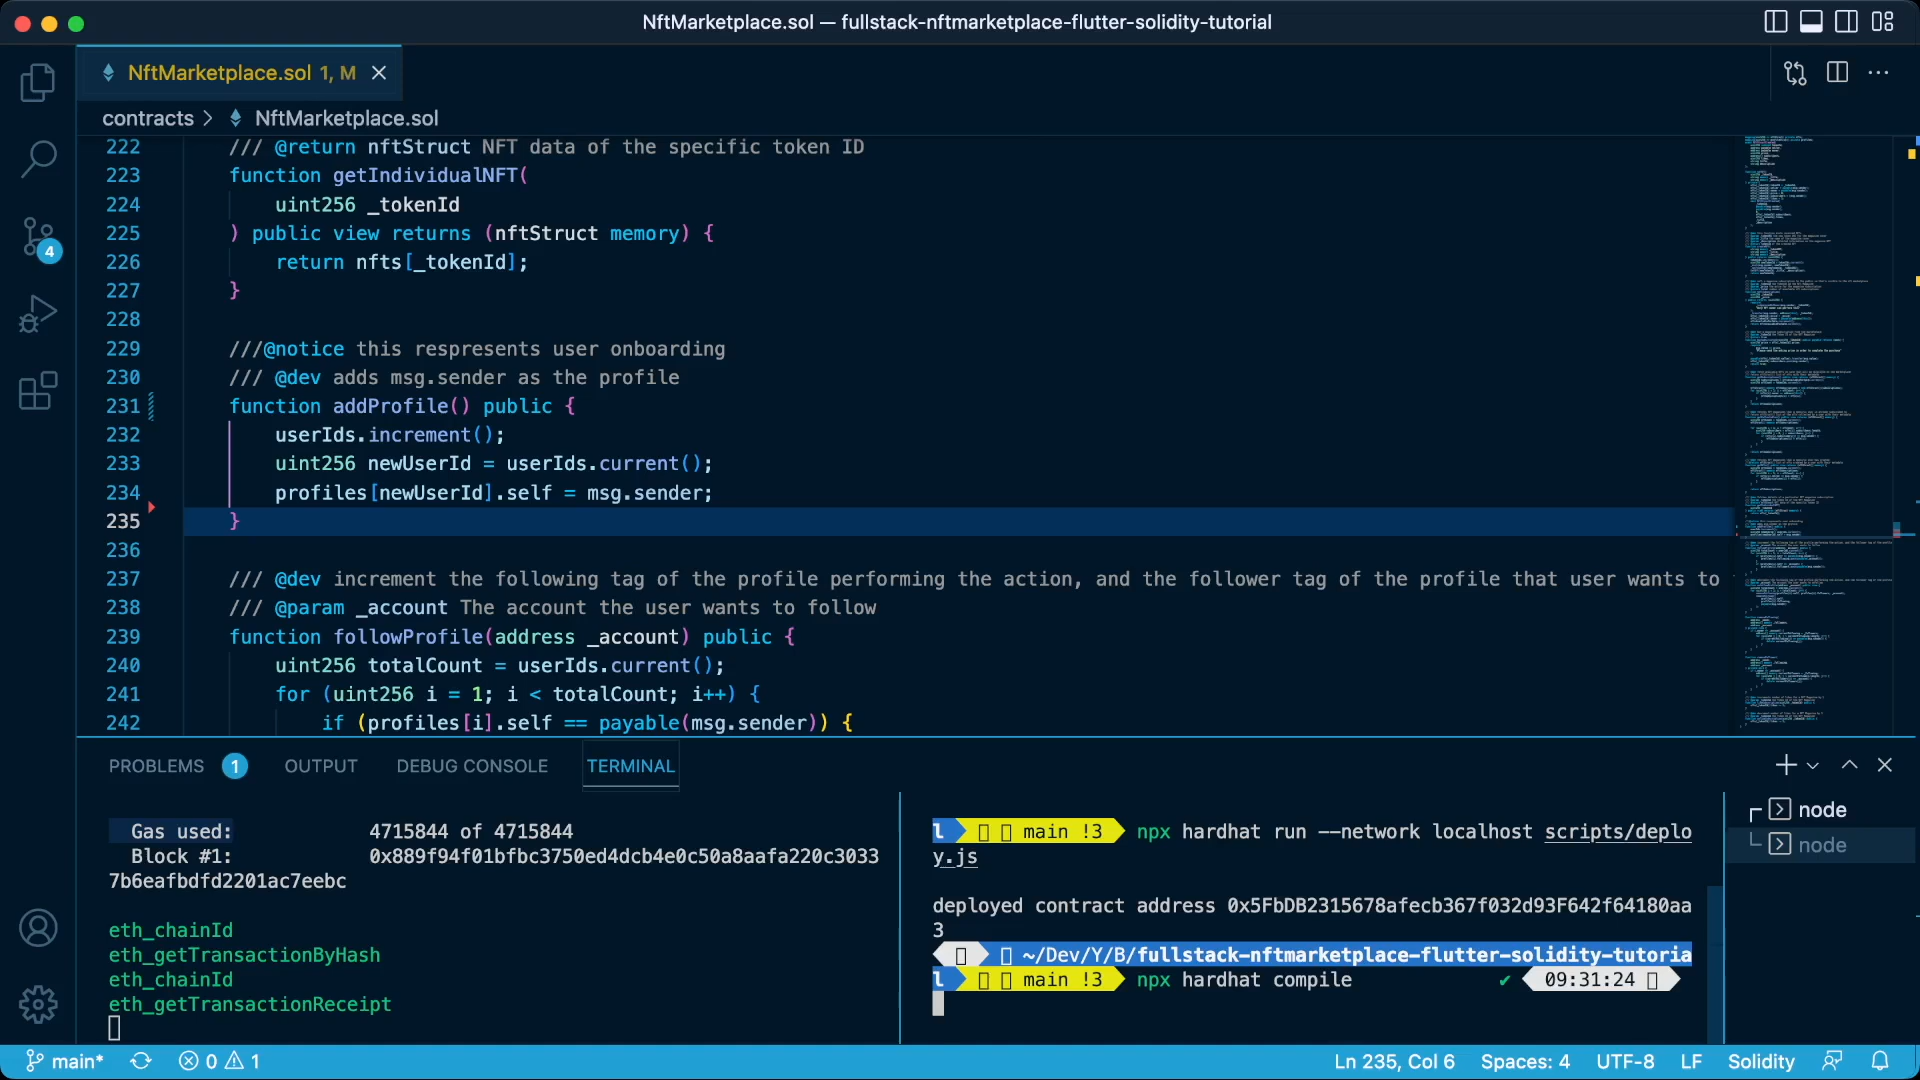 NftMarketplace.sol — fullstack-nftmarketplace-flutter-solidity-tutorial
NftMarketplace.sol 1, M
contracts > NftMarketplace.sol
4
222 /// @return nftStruct NFT data of the specific token ID
223 function getIndividualNFT(
224 uint256 _tokenId
225 ) public view returns (nftStruct memory) {
226 return nfts[_tokenId];
227 }
228
229 ///@notice this respresents user onboarding
230 /// @dev adds msg.sender as the profile
231 function addProfile() public {
232 userIds.increment();
233 uint256 newUserId = userIds.current();
234 profiles[newUserId].self = msg.sender;
235 }
236
237 /// @dev increment the following tag of the profile performing the action, and the follower tag of the profile that user wants to
238 /// @param _account The account the user wants to follow
239 function followProfile(address _account) public {
240 uint256 totalCount = userIds.current();
241 for (uint256 i = 1; i < totalCount; i++) {
242 if (profiles[i].self == payable(msg.sender)) {
PROBLEMS 1 OUTPUT DEBUG CONSOLE TERMINAL
Gas used: 4715844 of 4715844
Block #1: 0x889f94f01bfbc3750ed4dcb4e0c50a8aafa220c3033
7b6eafbdfd2201ac7eebc
eth_chainId
eth_getTransactionByHash
eth_chainId
eth_getTransactionReceipt
l main !3 npx hardhat run --network localhost scripts/deplo
y.js
deployed contract address 0x5FbDB2315678afecb367f032d93F642f64180aa
3
~/Dev/Y/B/fullstack-nftmarketplace-flutter-solidity-tutoria
l main !3 npx hardhat compile ✔ 09:31:24
node
node
main* 0 1 Ln 235, Col 6 Spaces: 4 UTF-8 LF Solidity